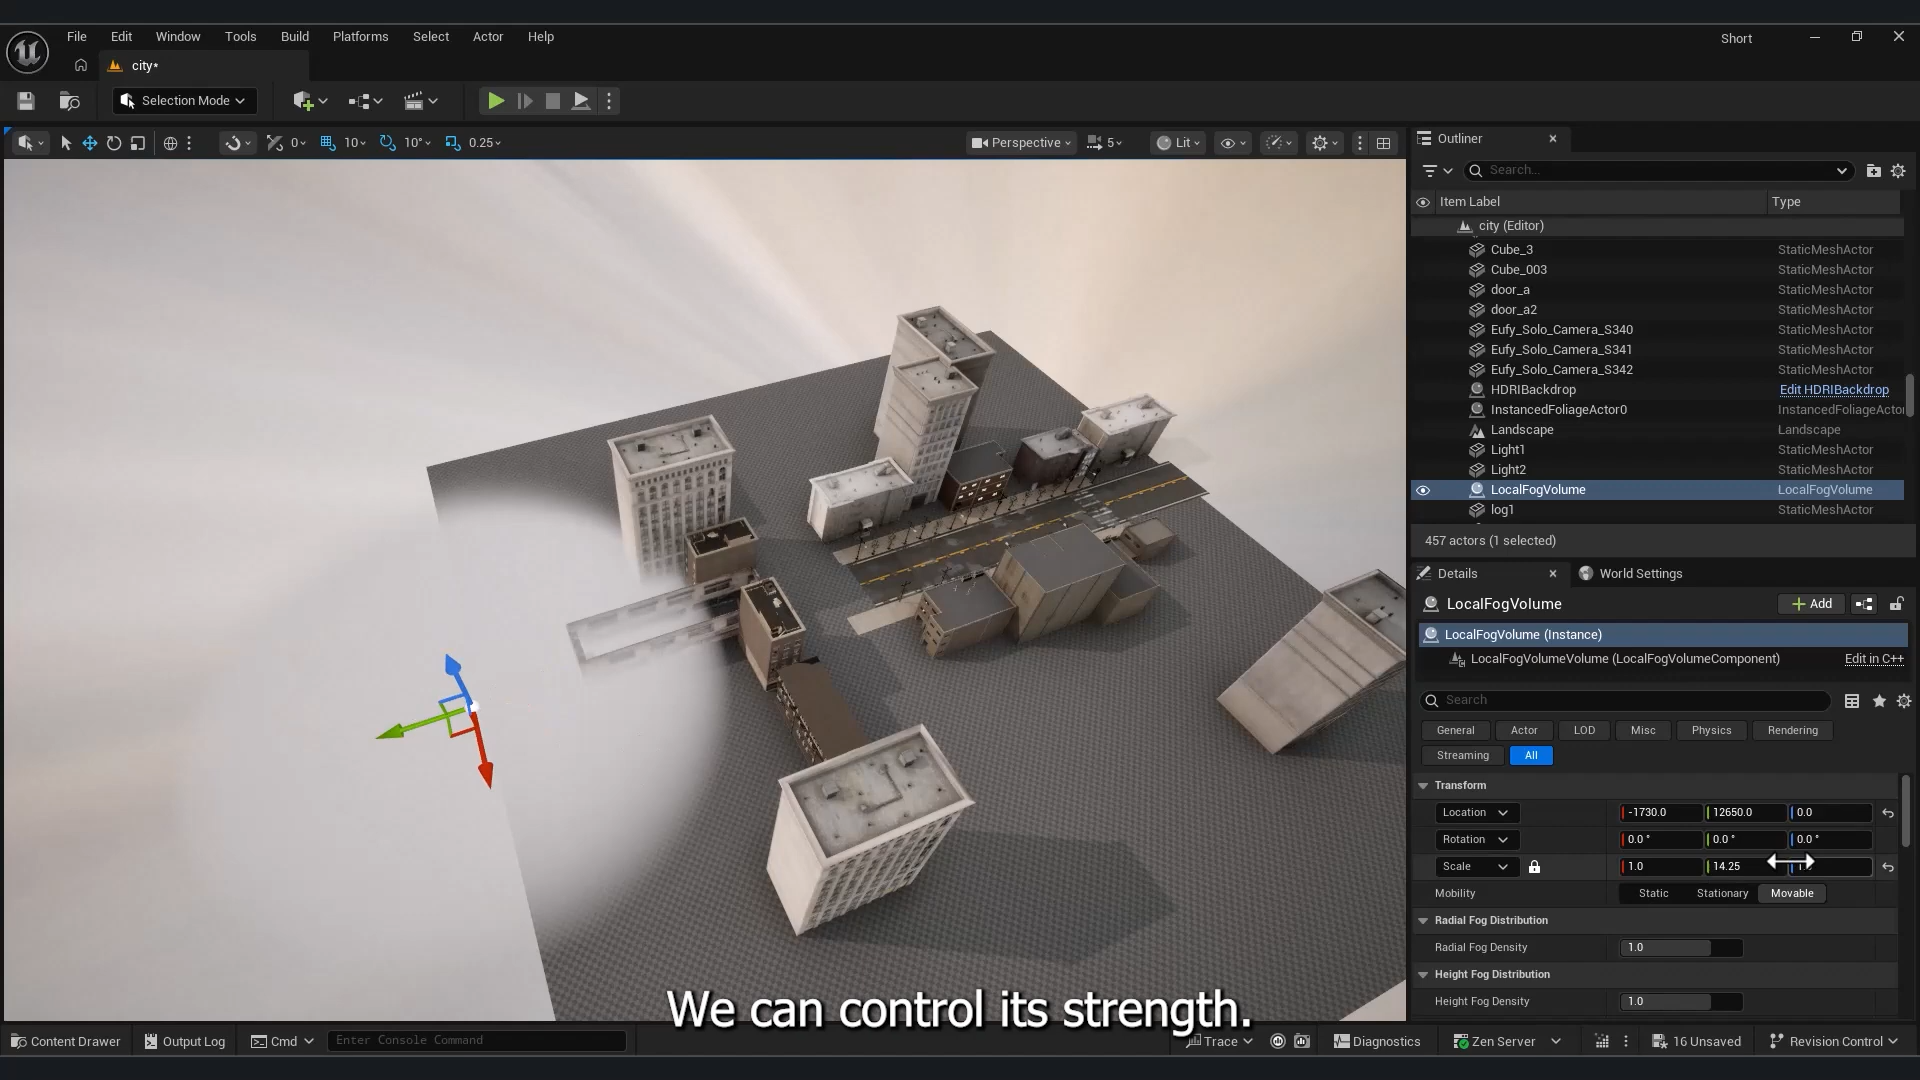 File Edit Window Tools Build Platforms Select Actor Help
Short
city*
Selection Mode
0 10 10° 0.25
Perspective 5 Lit
Outliner
Search...
Item Label Type
city (Editor)
Cube_3 StaticMeshActor
Cube_003 StaticMeshActor
door_a StaticMeshActor
door_a2 StaticMeshActor
Eufy_Solo_Camera_S340 StaticMeshActor
Eufy_Solo_Camera_S341 StaticMeshActor
Eufy_Solo_Camera_S342 StaticMeshActor
HDRIBackdrop Edit HDRIBackdrop
InstancedFoliageActor0 InstancedFoliageActor
Landscape Landscape
Light1 StaticMeshActor
Light2 StaticMeshActor
LocalFogVolume LocalFogVolume
log1 StaticMeshActor
457 actors (1 selected)
Details World Settings
LocalFogVolume Add
LocalFogVolume (Instance)
LocalFogVolumeVolume (LocalFogVolumeComponent) Edit in C++
Search
General Actor LOD Misc Physics Rendering
Streaming All
Transform
Location -1730.0 12650.0 0.0
Rotation 0.0 ° 0.0 ° 0.0 °
Scale 1.0 14.25
Mobility Static Stationary Movable
Radial Fog Distribution
Radial Fog Density 1.0
Height Fog Distribution
Height Fog Density 1.0
We can control its strength.
Content Drawer Output Log Cmd Enter Console Command Trace Diagnostics Zen Server 16 Unsaved Revision Control